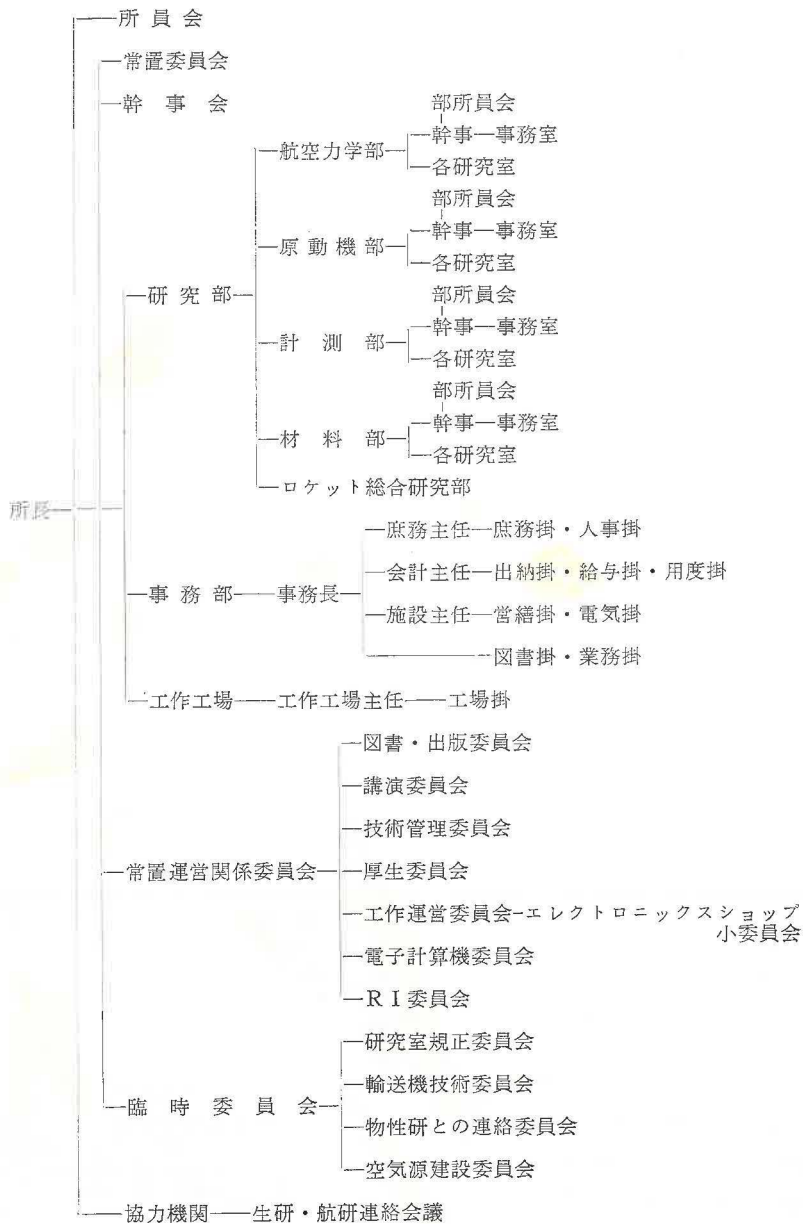 所員会
常置委員会
幹事会
部所員会
航空力学部 幹事 事務室
各研究室
部所員会
原動機部 幹事 事務室
各研究室
研究部
部所員会
計測部 幹事 事務室
各研究室
部所員会
材料部 幹事 事務室
各研究室
ロケット総合研究部
所長
庶務主任 庶務掛・人事掛
会計主任 出納掛・給与掛・用度掛
事務部 事務長
施設主任 営繕掛・電気掛
図書掛・業務掛
工作工場 工作工場主任 工場掛
図書・出版委員会
講演委員会
技術管理委員会
常置運営関係委員会 厚生委員会
工作運営委員会 エレクトロニックスショップ
小委員会
電子計算機委員会
RI委員会
研究室規正委員会
輸送機技術委員会
臨時委員会
物性研との連絡委員会
空気源建設委員会
協力機関 生研・航研連絡会議